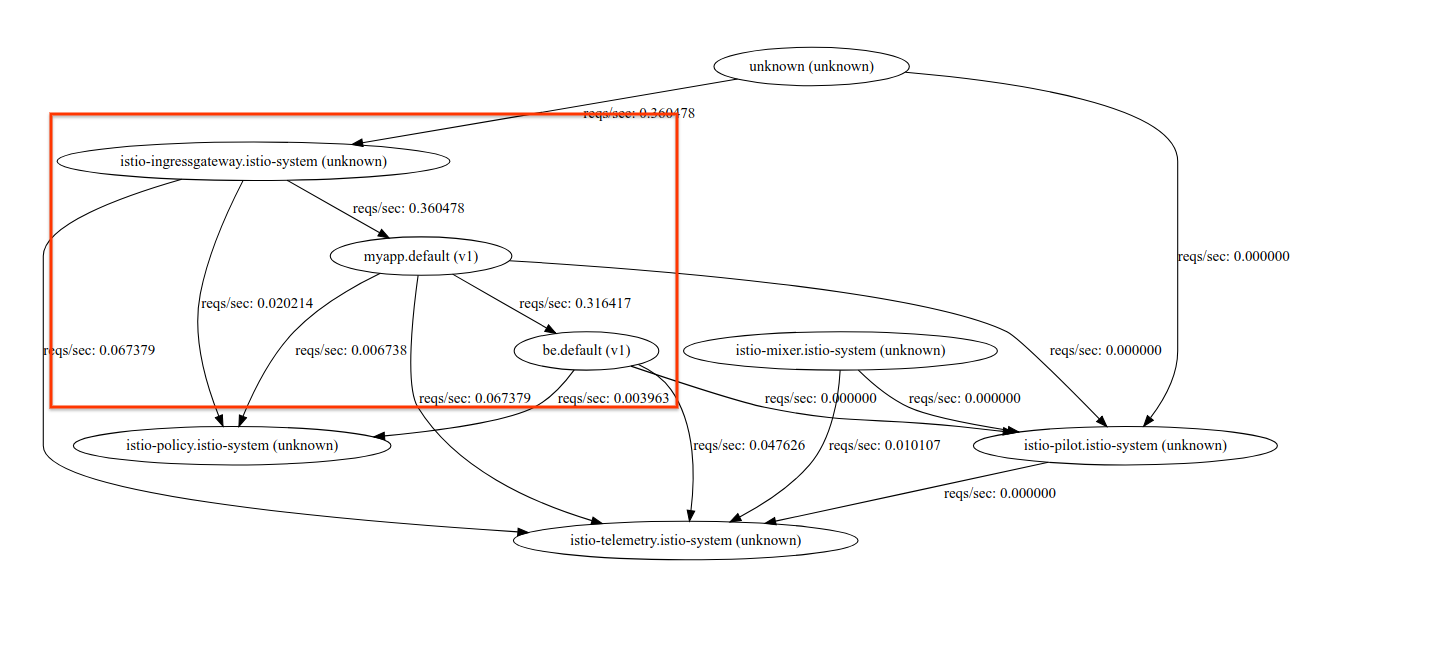 unknown (unknown)
reqs/sec: 0.360478
istio-ingressgateway.istio-system (unknown)
reqs/sec: 0.360478
myapp.default (v1)
reqs/sec: 0.000000
reqs/sec: 0.020214
reqs/sec: 0.316417
reqs/sec: 0.067379
reqs/sec: 0.006738
be.default (v1)
istio-mixer.istio-system (unknown)
reqs/sec: 0.000000
reqs/sec: 0.067379
reqs/sec: 0.003963
reqs/sec: 0.000000
reqs/sec: 0.000000
istio-policy.istio-system (unknown)
reqs/sec: 0.047626
reqs/sec: 0.010107
istio-pilot.istio-system (unknown)
reqs/sec: 0.000000
istio-telemetry.istio-system (unknown)